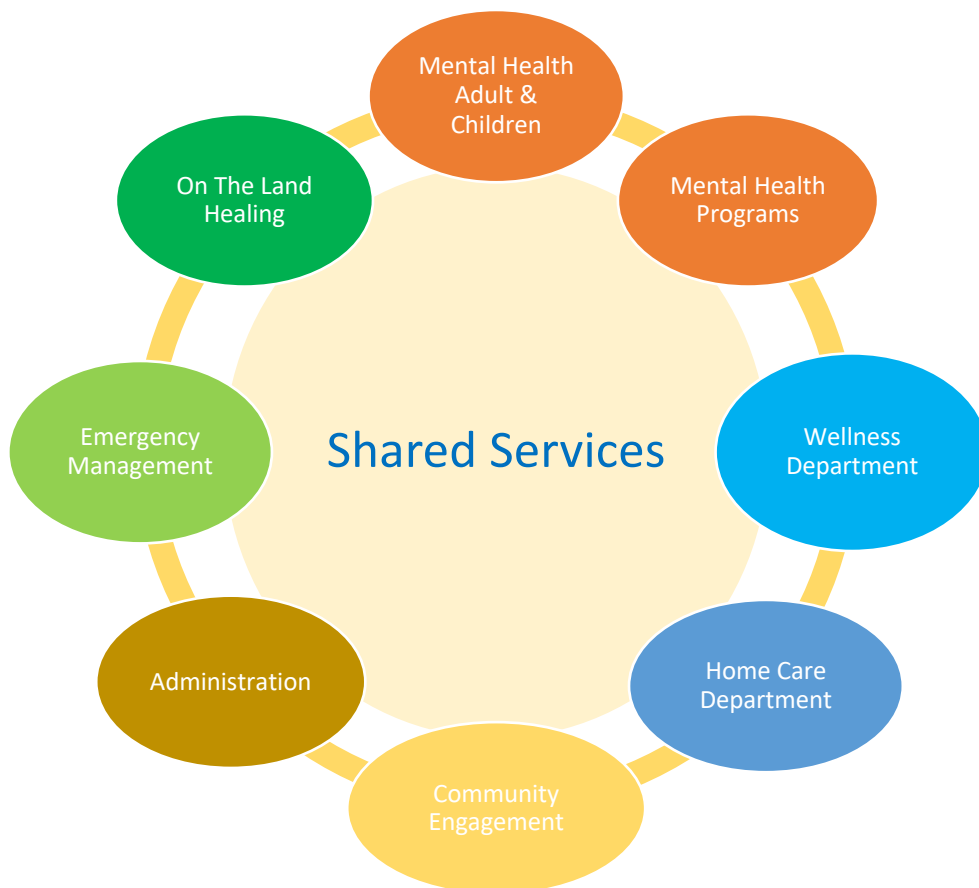 Mental Health
Adult &
Children
Mental Health
Programs
Wellness
Department
Home Care
Department
Community
Engagement
Administration
Emergency
Management
On The Land
Healing
Shared Services